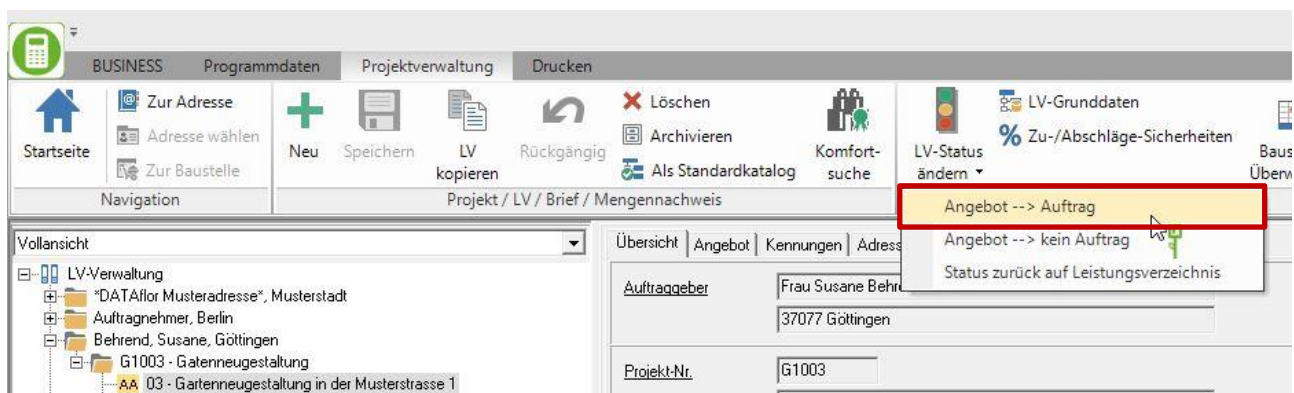 BUSINESS Programmdaten Projektverwaltung Drucken
Startseite
Zur Adresse
Adresse wählen
Zur Baustelle
Navigation
Neu
Speichern
LV
kopieren
Rückgängig
Löschen
Archivieren
Als Standardkatalog
Komfort-
suche
Projekt / LV / Brief / Mengennachweis
LV-Status
ändern
LV-Grunddaten
% Zu-/Abschläge-Sicherheiten
Angebot --> Auftrag
Angebot --> kein Auftrag
Status zurück auf Leistungsverzeichnis
Vollansicht
LV-Verwaltung
*DATAflor Musteradresse*, Musterstadt
Auftragnehmer, Berlin
Behrend, Susane, Göttingen
G1003 - Gatenneugestaltung
AA 03 - Gartenneugestaltung in der Musterstrasse 1
Übersicht Angebot Kennungen Adress
Auftraggeber Frau Susane Behre
37077 Göttingen
Projekt-Nr. G1003